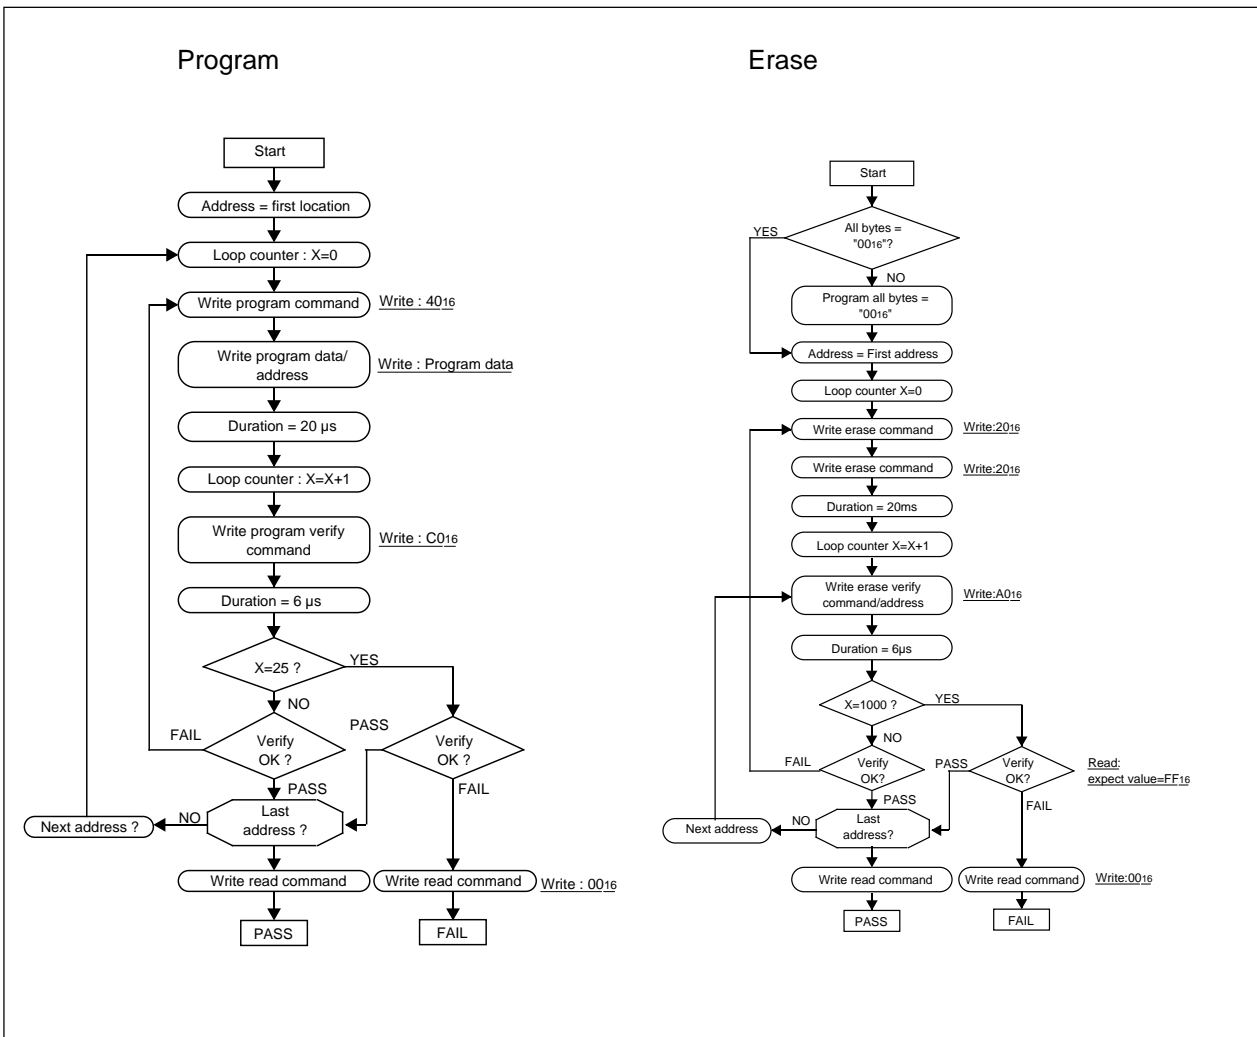 Program
Start
Address = first location
Loop counter : X=0
Write program command
Write : 4016
Write program data/
address
Write : Program data
Duration = 20 µs
Loop counter : X=X+1
Write program verify
command
Write : C016
Duration = 6 µs
X=25 ?
YES
NO
FAIL
Verify
OK ?
PASS
PASS
Verify
OK ?
FAIL
Last
address ?
NO
Next address ?
Write read command
Write read command
Write : 0016
PASS
FAIL
Erase
Start
YES
All bytes =
"0016"?
NO
Program all bytes =
"0016"
Address = First address
Loop counter X=0
Write erase command
Write:2016
Write erase command
Write:2016
Duration = 20ms
Loop counter X=X+1
Write erase verify
command/address
Write:A016
Duration = 6µs
X=1000 ?
YES
NO
FAIL
Verify
OK?
PASS
PASS
Verify
OK?
FAIL
Read:
expect value=FF16
Last
address?
NO
Next address
Write read command
Write read command
Write:0016
PASS
FAIL